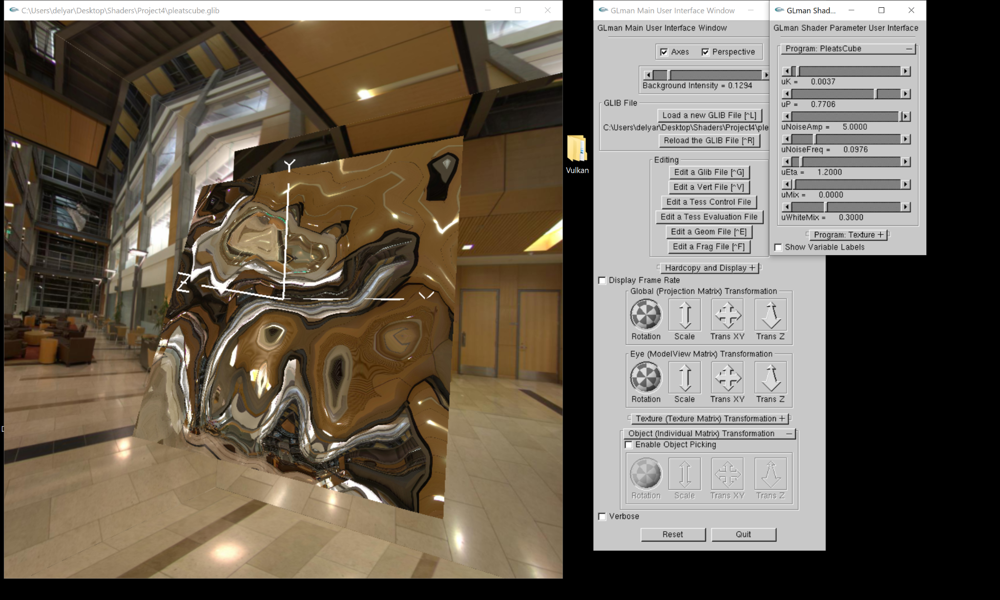 C:\Users\delyar\Desktop\Shaders\Project4\pleatscube.glib
Y
Z
Vulkan
GLman Main User Interface Window
GLman Main User Interface Window
Axes
Perspective
Background Intensity = 0.1294
GLIB File
Load a new GLIB File [^L]
C:\Users\delyar\Desktop\Shaders\Project4\ple
Reload the GLIB File [^R]
Editing
Edit a Glib File [^G]
Edit a Vert File [^V]
Edit a Tess Control File
Edit a Tess Evaluation File
Edit a Geom File [^E]
Edit a Frag File [^F]
Hardcopy and Display +
Display Frame Rate
Global (Projection Matrix) Transformation
Rotation Scale Trans XY Trans Z
Eye (ModelView Matrix) Transformation
Rotation Scale Trans XY Trans Z
Texture (Texture Matrix) Transformation +
Object (Individual Matrix) Transformation −
Enable Object Picking
Rotation Scale Trans XY Trans Z
Verbose
Reset Quit
GLman Shad...
GLman Shader Parameter User Interface
Program: PleatsCube −
uK = 0.0037
uP = 0.7706
uNoiseAmp = 5.0000
uNoiseFreq = 0.0976
uEta = 1.2000
uMix = 0.0000
uWhiteMix = 0.3000
Program: Texture +
Show Variable Labels